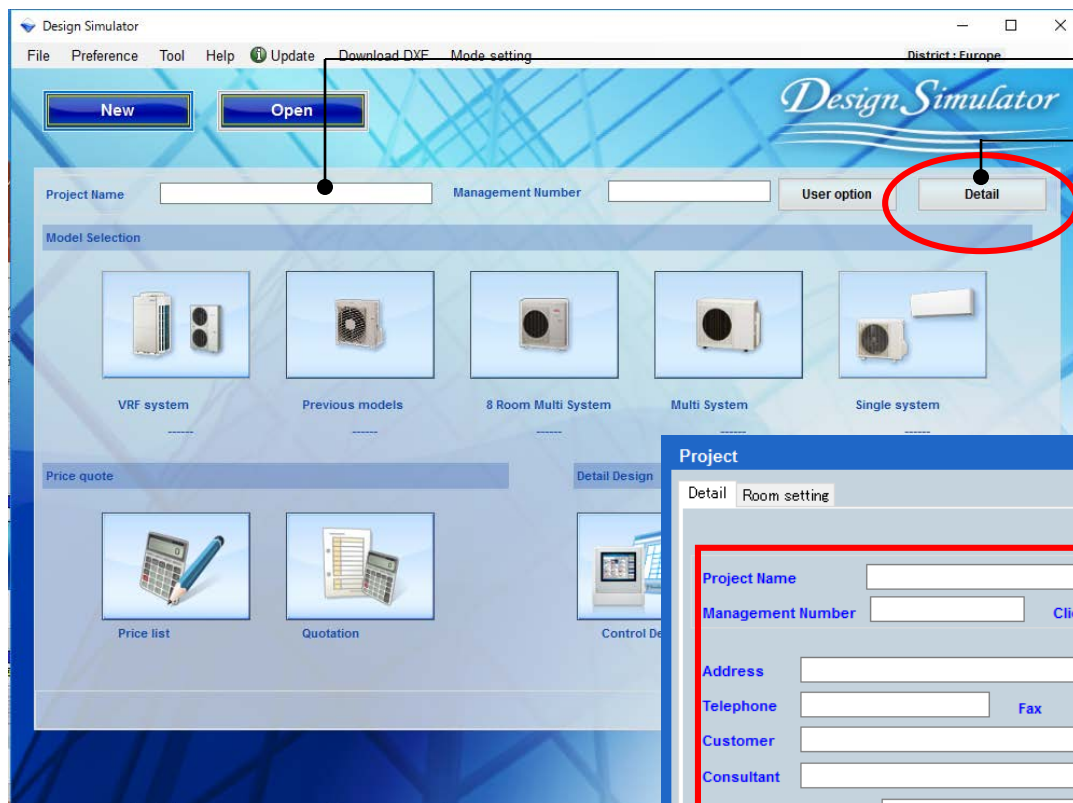 Design Simulator
File Preference Tool Help Update Download DXF Mode setting District : Europe
New Open Design Simulator
Project Name Management Number User option Detail
Model Selection
VRF system Previous models 8 Room Multi System Multi System Single system
------ ------ ------ ------ ------
Price quote Detail Design
Price list Quotation Control De
Project
Detail Room setting
Project Name
Management Number Clie
Address
Telephone Fax
Customer
Consultant